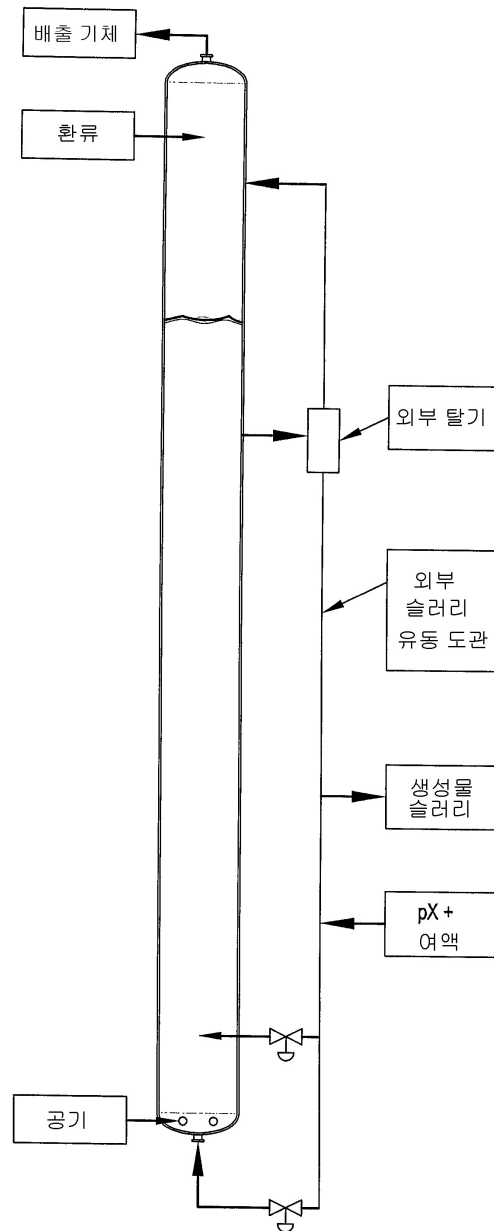 배출 기체
환류
외부 탈기
외부
슬러리
유동 도관
생성물
슬러리
pX +
여액
공기